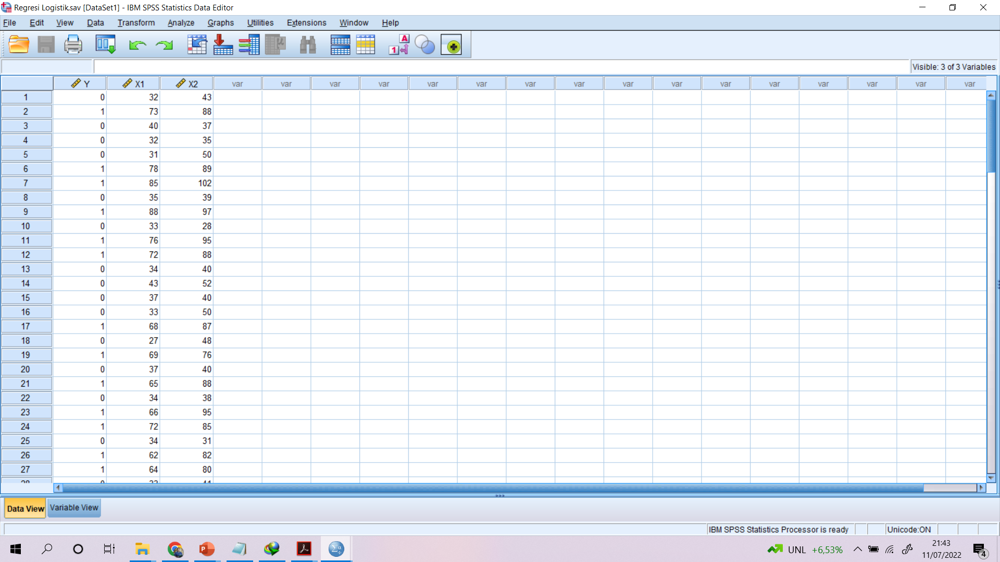 Regresi Logistik.sav [DataSet1] - IBM SPSS Statistics Data Editor
File Edit View Data Transform Analyze Graphs Utilities Extensions Window Help
A
1
μ
Visible: 3 of 3 Variables
Y X1 X2 var var var var var var var var var var var var var var var var
1 0 32 43
2 1 73 88
3 0 40 37
4 0 32 35
5 0 31 50
6 1 78 89
7 1 85 102
8 0 35 39
9 1 88 97
10 0 33 28
11 1 76 95
12 1 72 88
13 0 34 40
14 0 43 52
15 0 37 40
16 0 33 50
17 1 68 87
18 0 27 48
19 1 69 76
20 0 37 40
21 1 65 88
22 0 34 38
23 1 66 95
24 1 72 85
25 0 34 31
26 1 62 82
27 1 64 80
Data View Variable View
IBM SPSS Statistics Processor is ready Unicode:ON
UNL +6,53%
21:43
11/07/2022
4